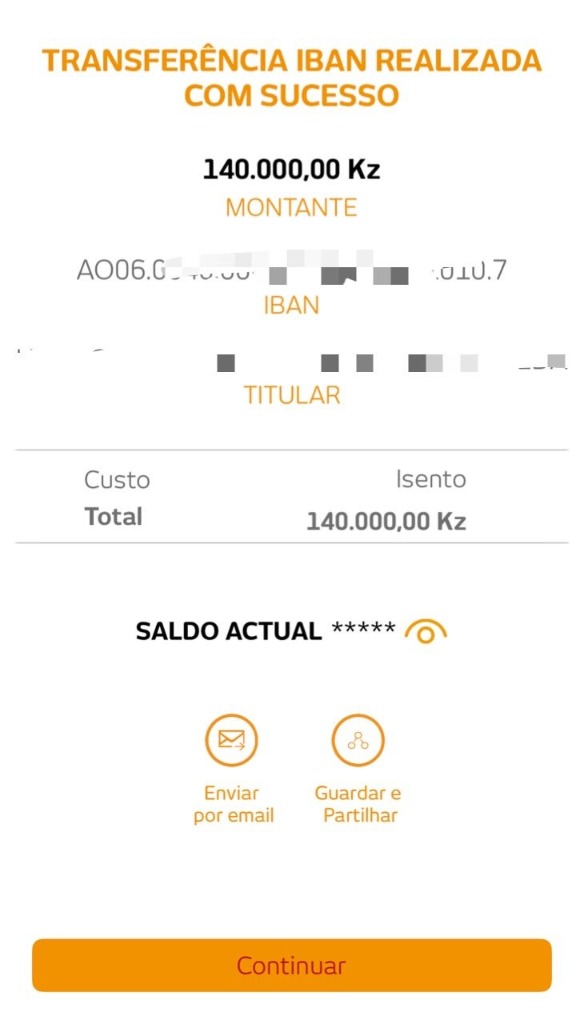 TRANSFERÊNCIA IBAN REALIZADA
COM SUCESSO
140.000,00 Kz
MONTANTE
IBAN
TITULAR
Custo Isento
Total 140.000,00 Kz
SALDO ACTUAL *****
Enviar
por email
Guardar e
Partilhar
Continuar